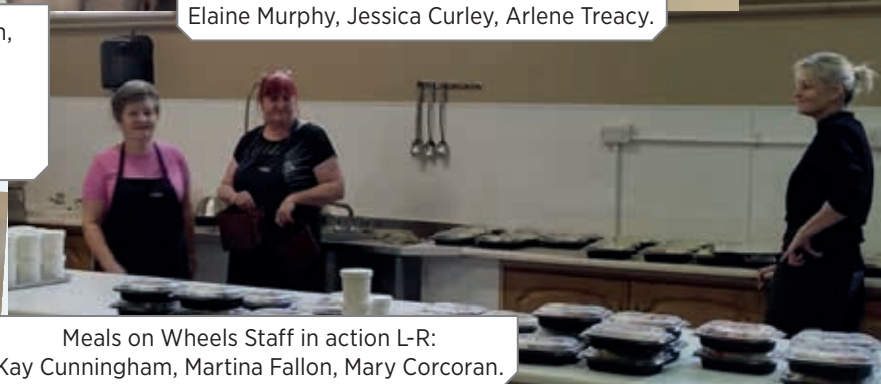 Elaine Murphy, Jessica Curley, Arlene Treacy.
Meals on Wheels Staff in action L-R:
Kay Cunningham, Martina Fallon, Mary Corcoran.